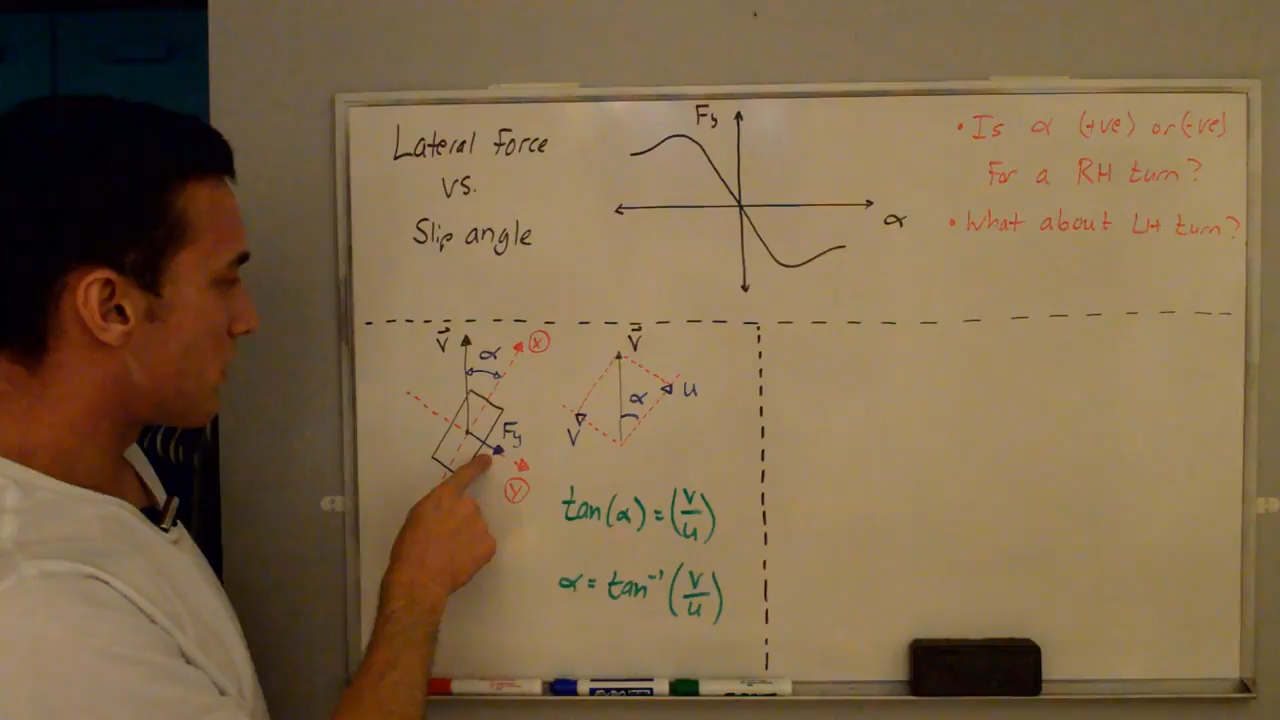 Lateral Force
vs.
Slip angle
Fy
α
• Is α (+ve) or (-ve)
For a RH turn?
• What about LH turn?
V⃗
α
x
Fy
y
V⃗
α
u
v
tan(α) = (v/u)
α = tan⁻¹(v/u)